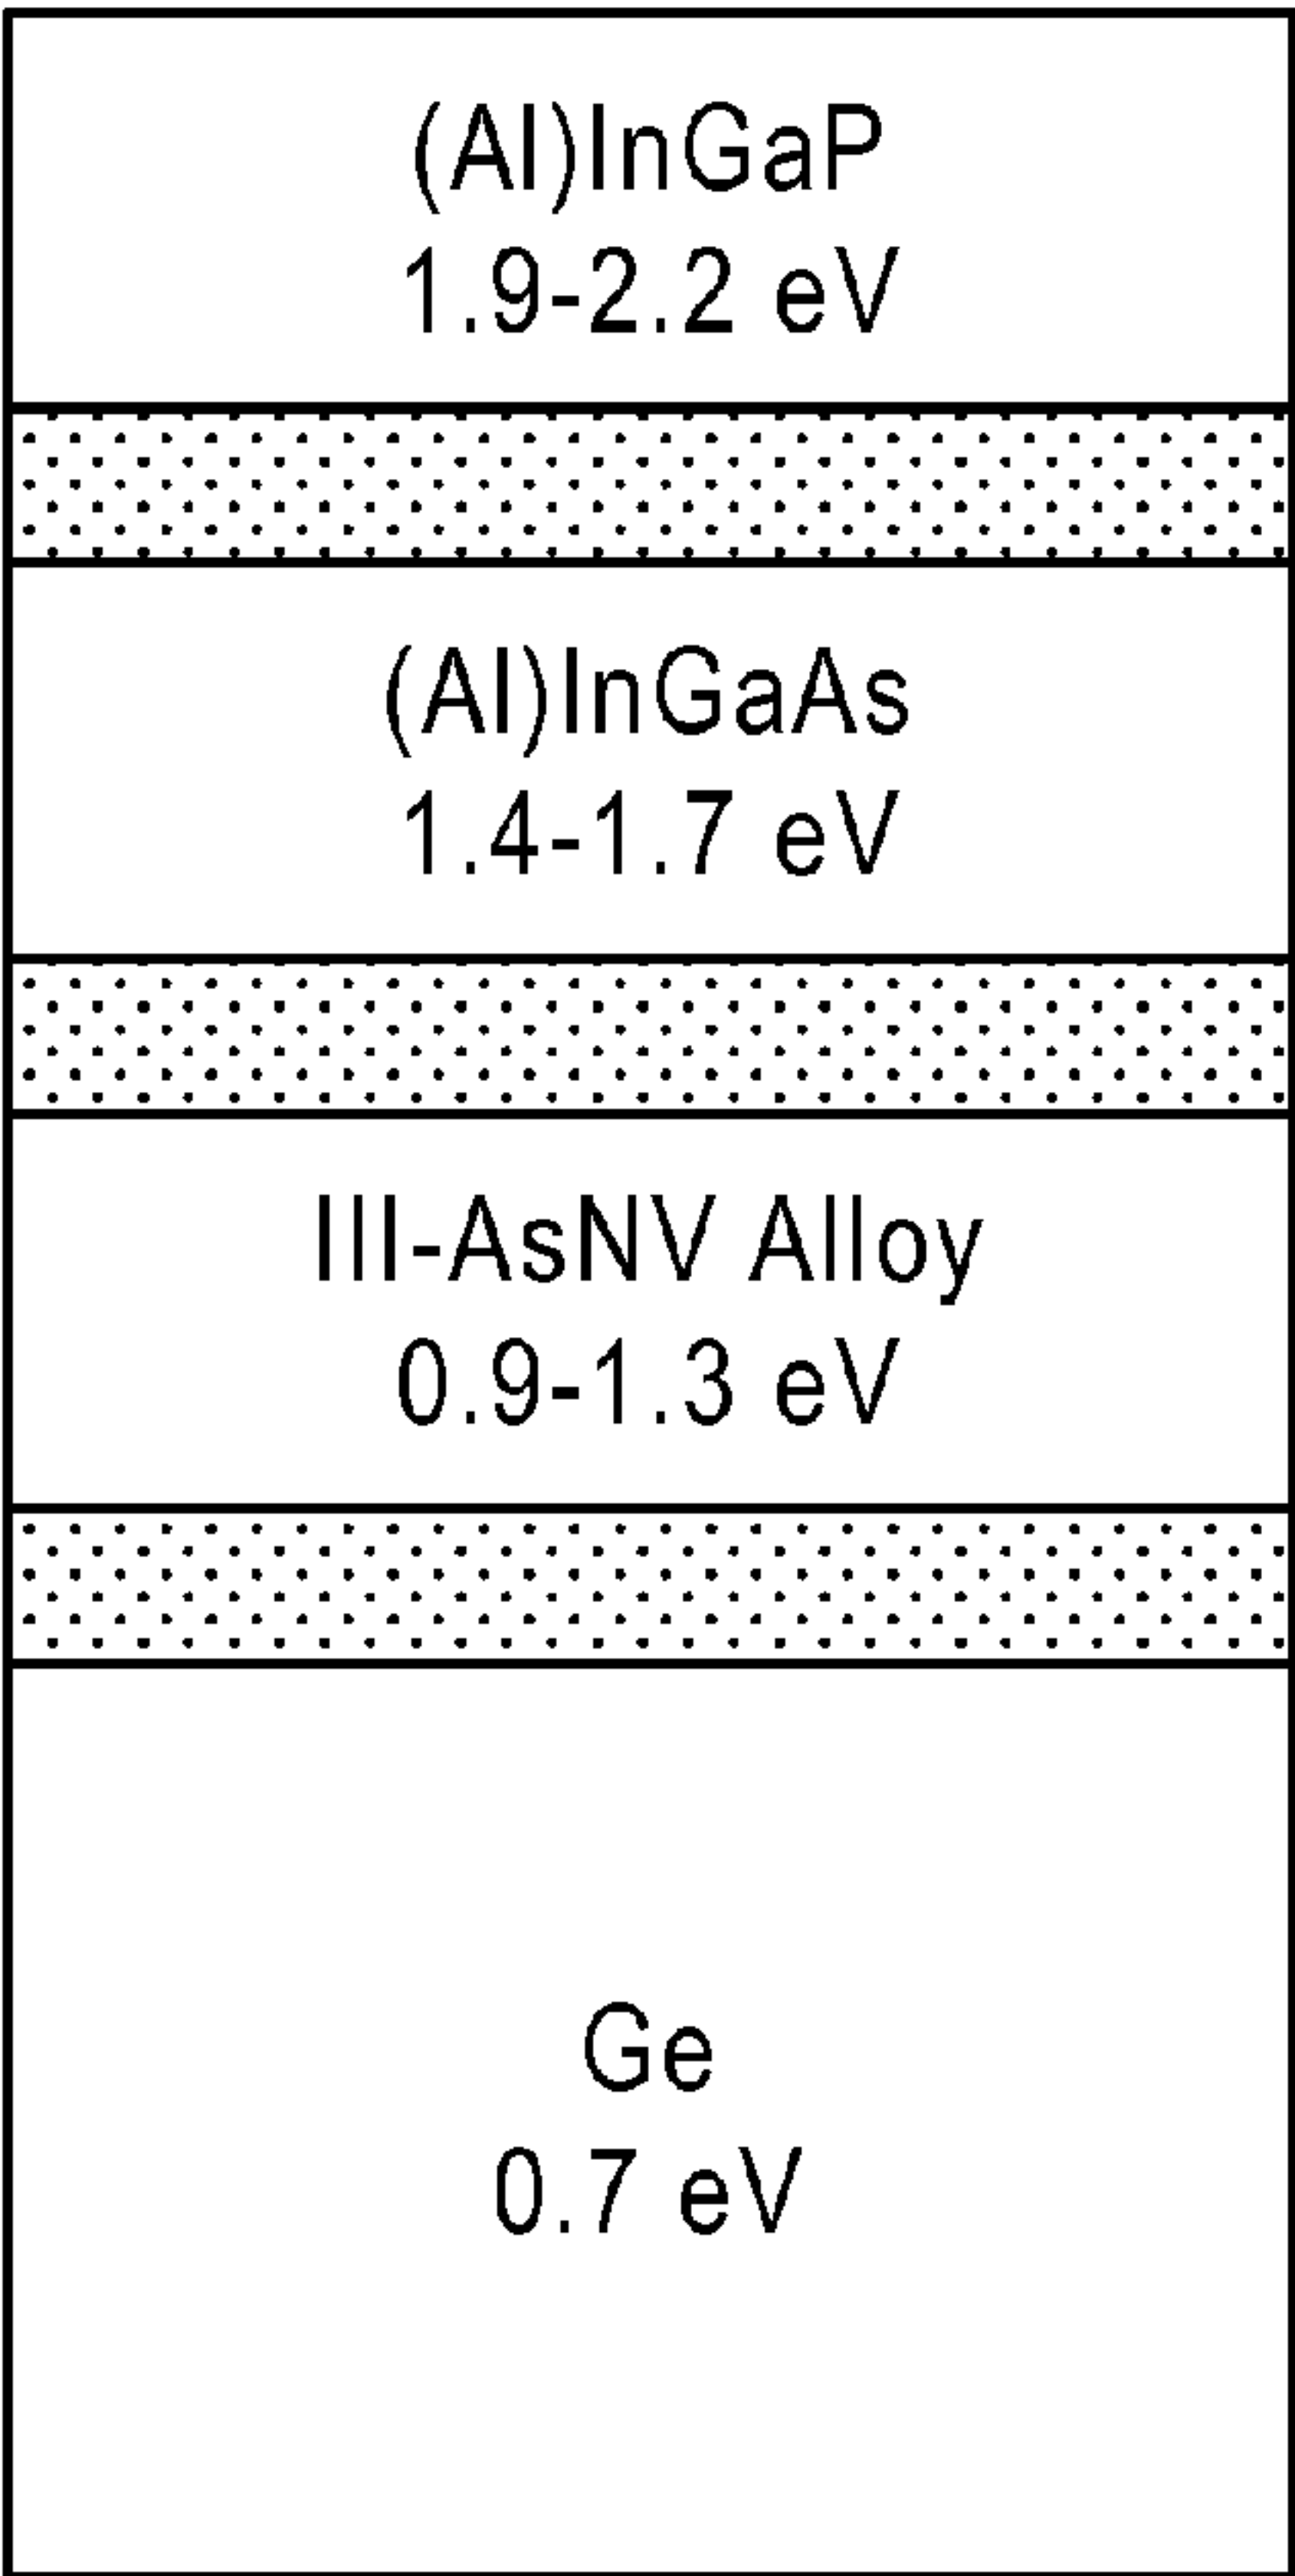 (Al)InGaP
1.9-2.2 eV
(Al)InGaAs
1.4-1.7 eV
III-AsNV Alloy
0.9-1.3 eV
Ge
0.7 eV